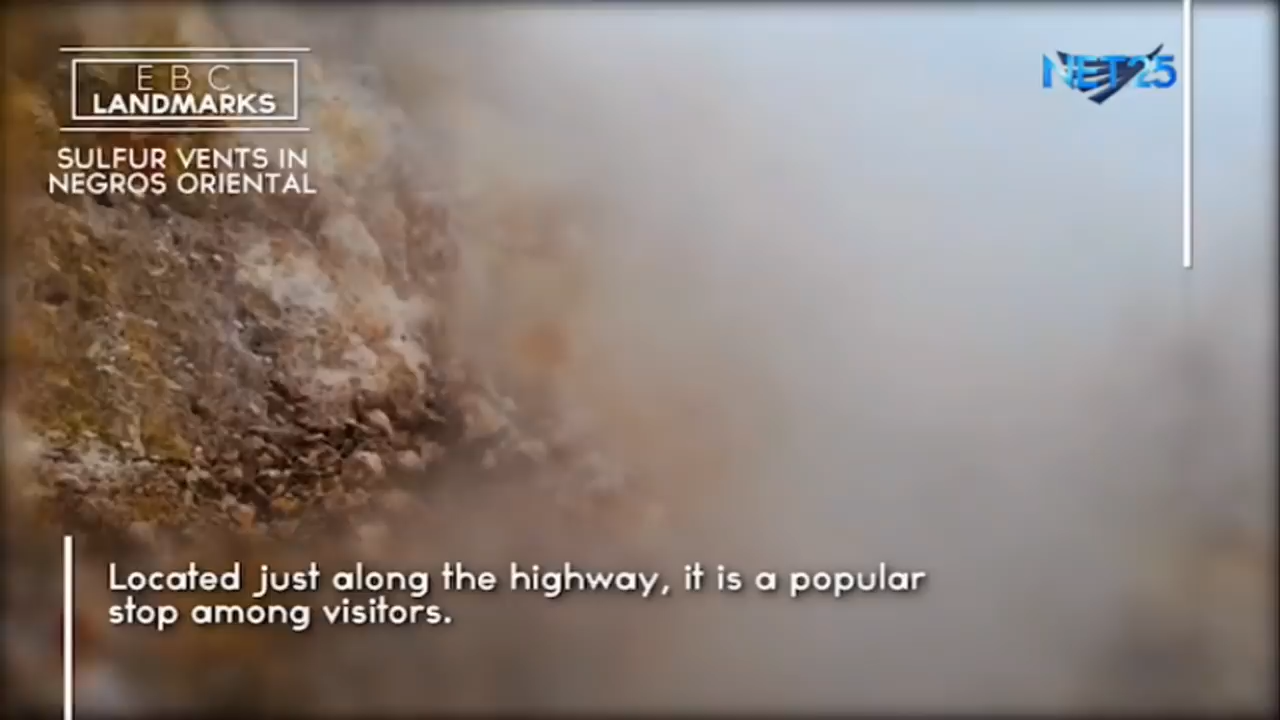 EBC
LANDMARKS
SULFUR VENTS IN
NEGROS ORIENTAL
NET25
Located just along the highway, it is a popular
stop among visitors.